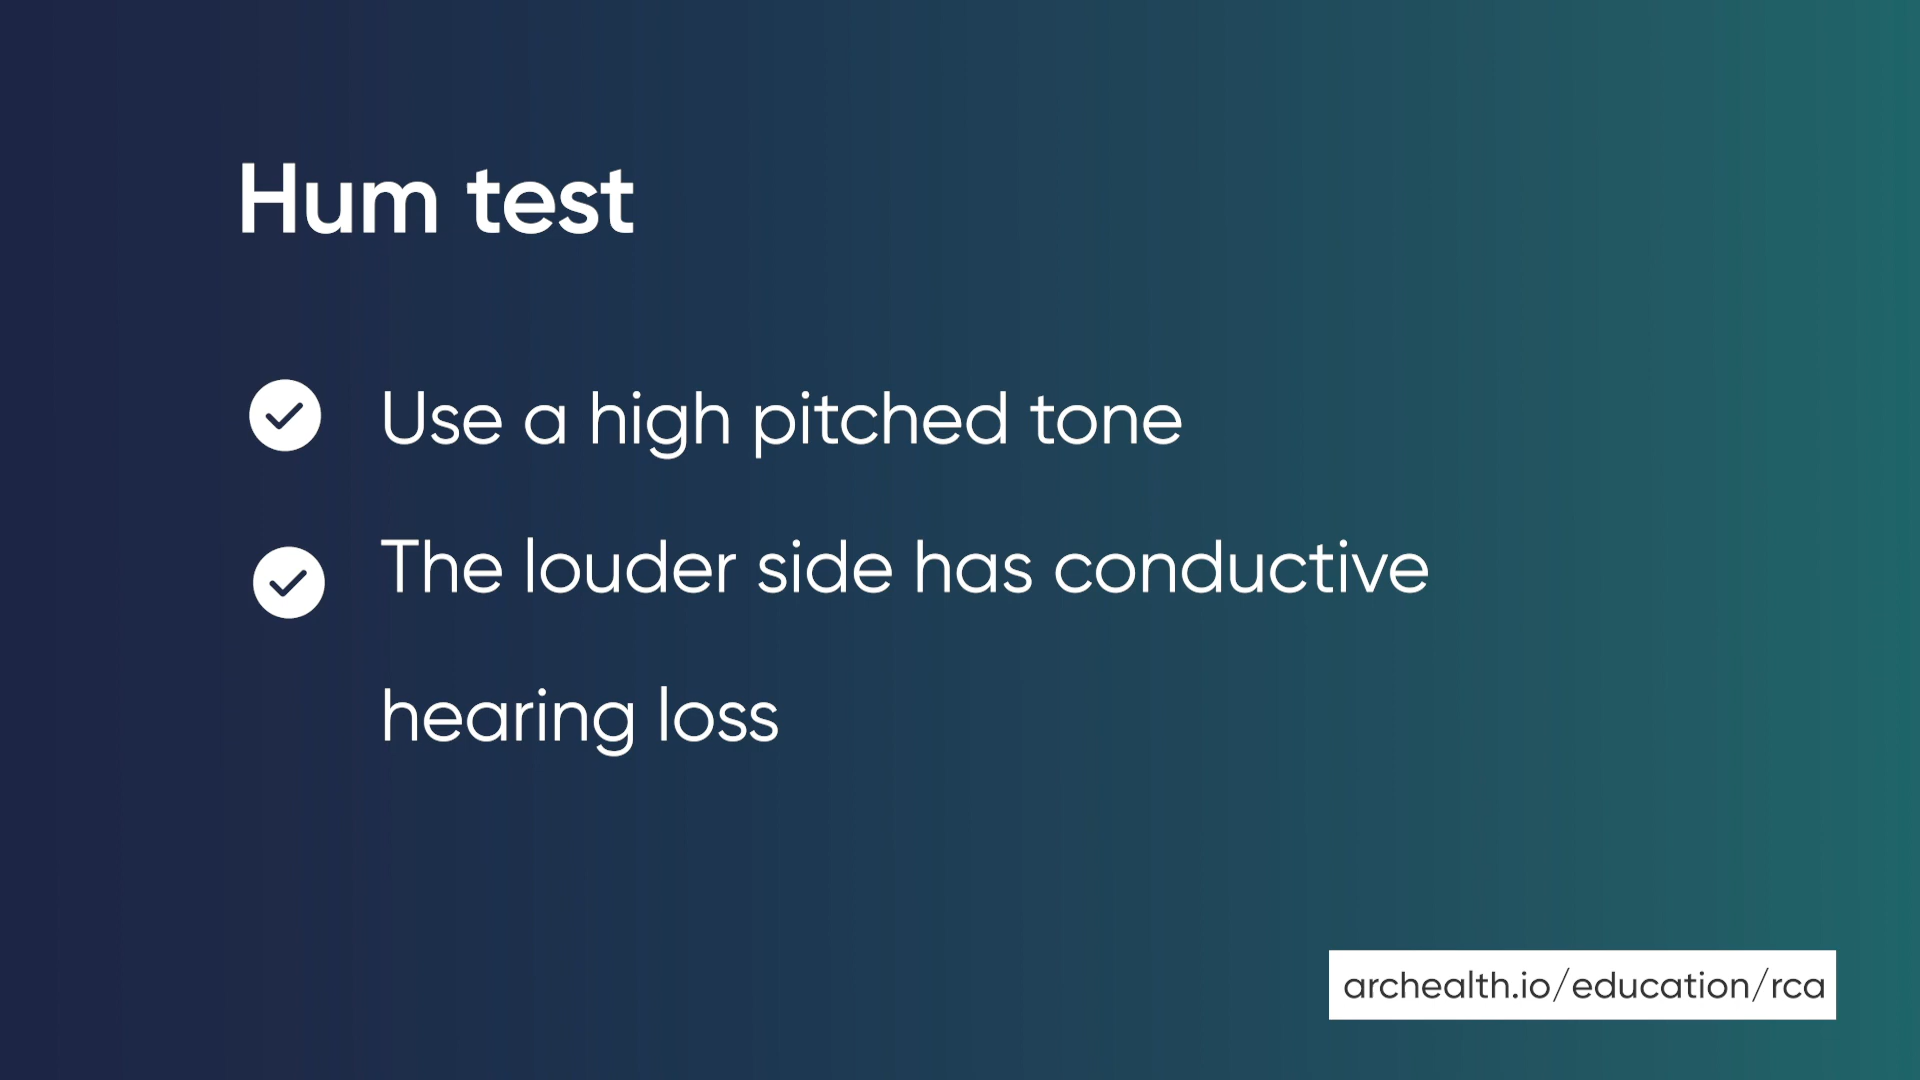 Hum test
Use a high pitched tone
The louder side has conductive
hearing loss
archealth.io/education/rca